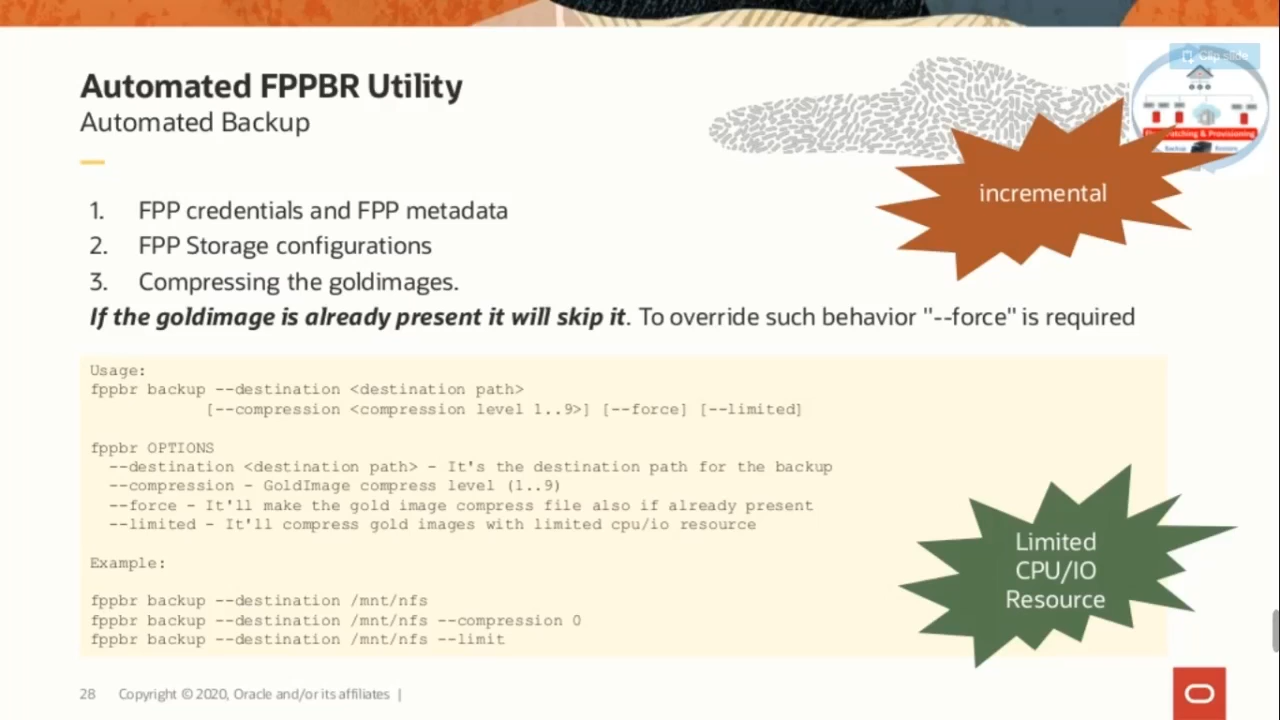 Clip slide
Automated FPPBR Utility
Automated Backup
Backup
incremental
1. FPP credentials and FPP metadata
2. FPP Storage configurations
3. Compressing the goldimages.
If the goldimage is already present it will skip it. To override such behavior "--force" is required
Usage:
fppbr backup --destination <destination path>
[--compression <compression level 1..9>] [--force] [--limited]
fppbr OPTIONS
--destination <destination path> - It's the destination path for the backup
--compression - GoldImage compress level (1..9)
--force - It'll make the gold image compress file also if already present
--limited - It'll compress gold images with limited cpu/io resource
Example:
fppbr backup --destination /mnt/nfs
fppbr backup --destination /mnt/nfs --compression 0
fppbr backup --destination /mnt/nfs --limit
Limited
CPU/IO
Resource
28 Copyright © 2020, Oracle and/or its affiliates |